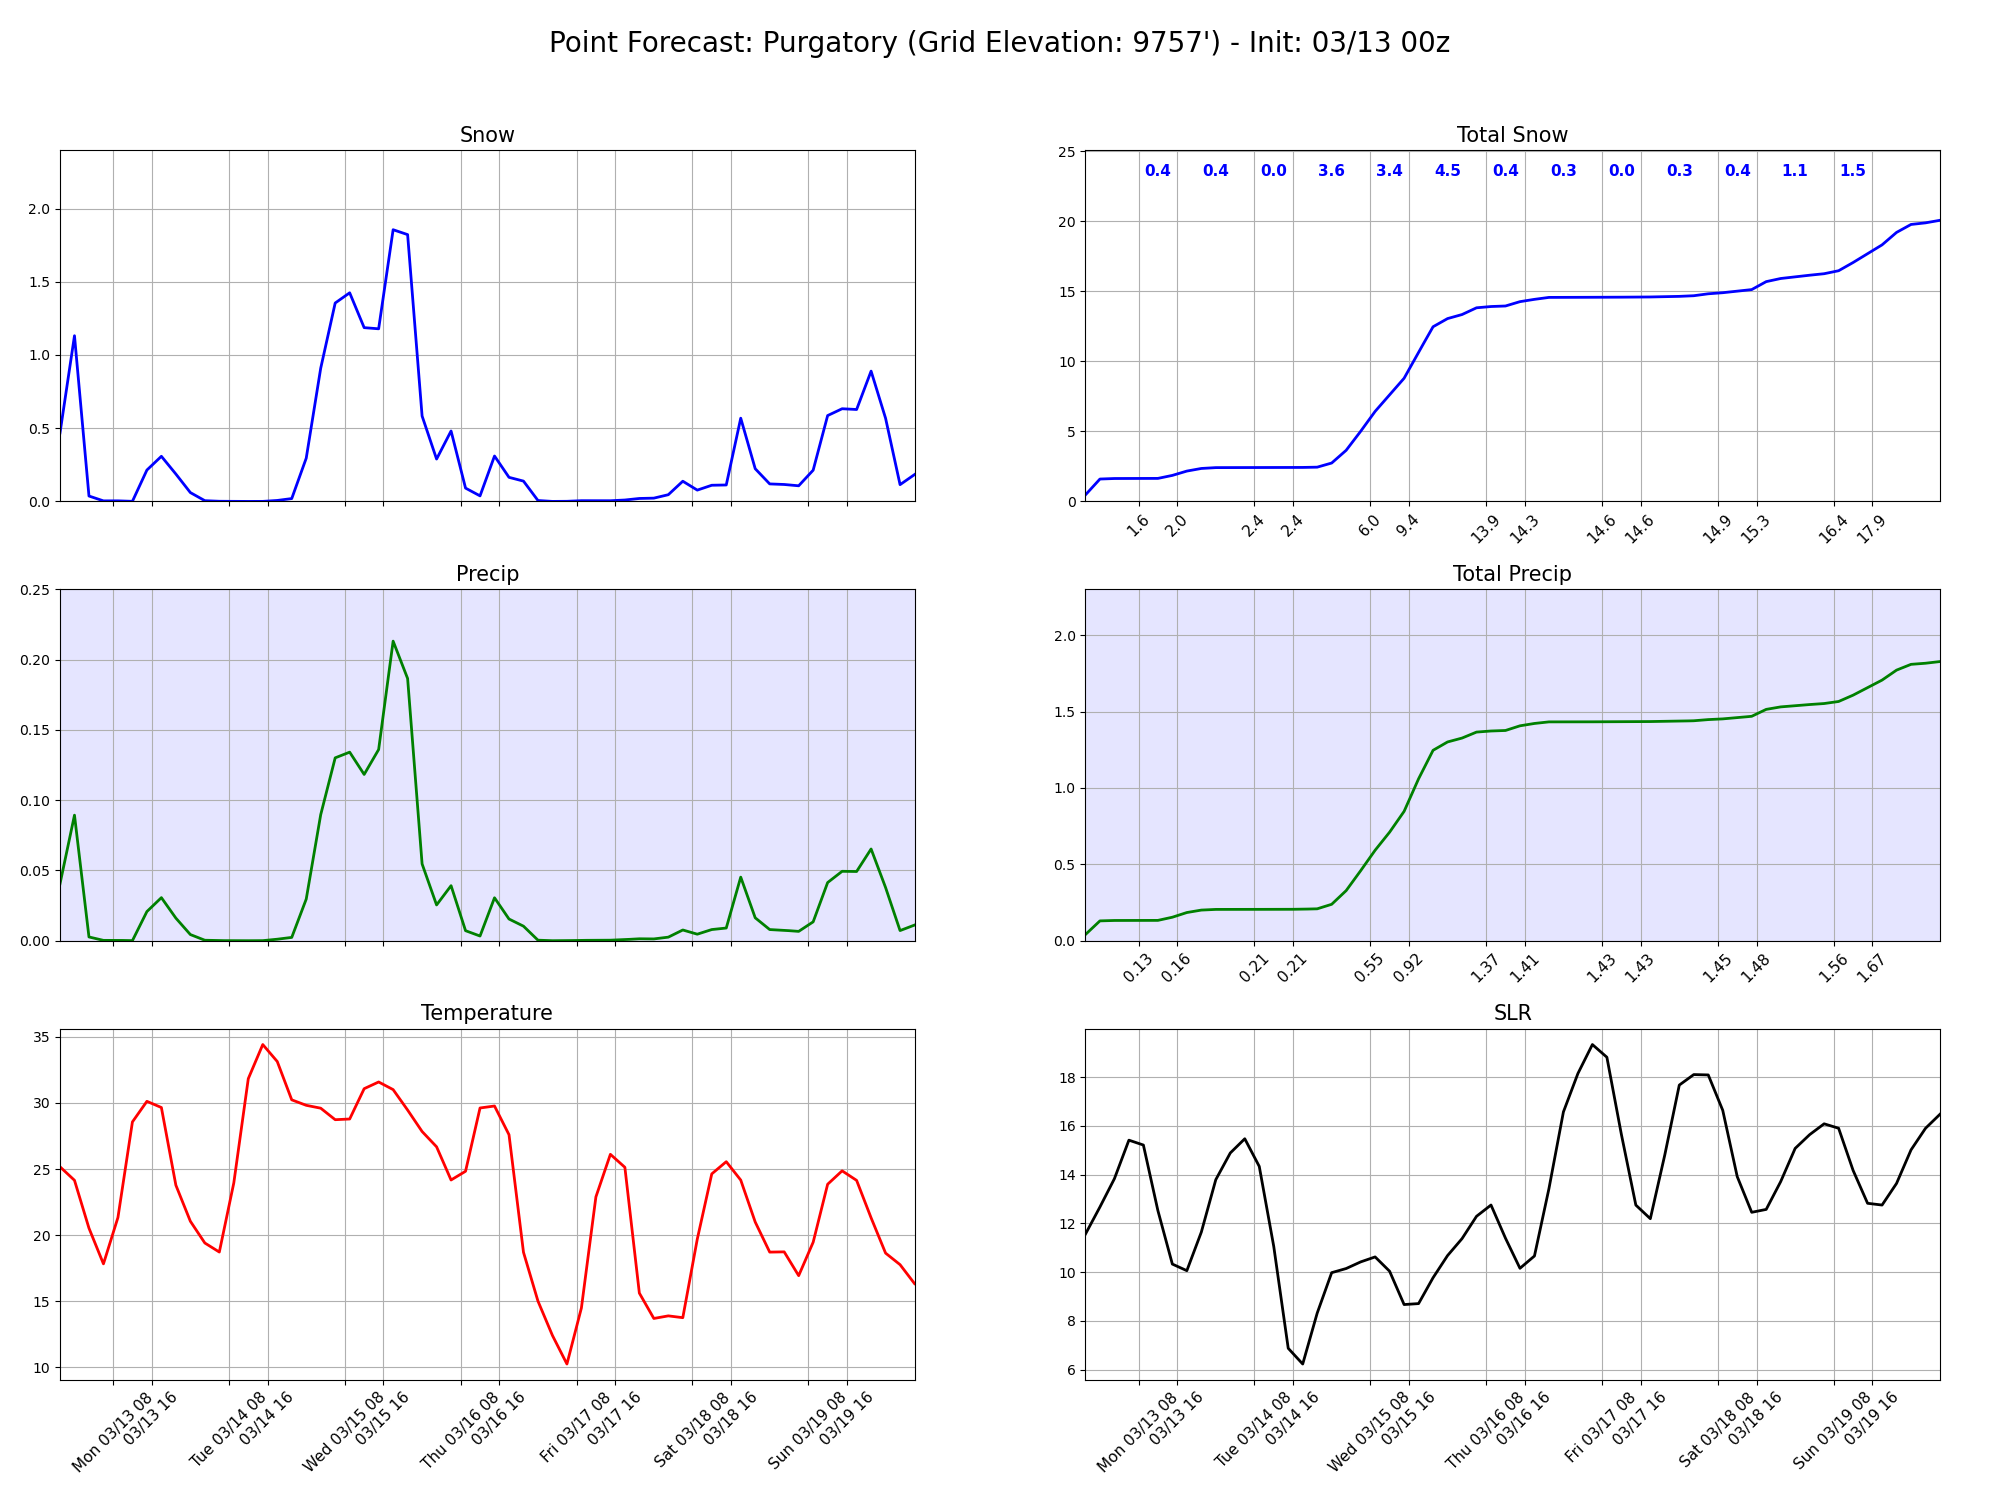 Point Forecast: Purgatory (Grid Elevation: 9757') - Init: 03/13 00z
Snow
2.0
1.5
1.0
0.5
0.0
Total Snow
25
20
15
10
5
0
0.4 0.4 0.0 3.6 3.4 4.5 0.4 0.3 0.0 0.3 0.4 1.1 1.5
1.6 2.0 2.4 2.4 6.0 9.4 13.9 14.3 14.6 14.6 14.9 15.3 16.4 17.9
Precip
0.25
0.20
0.15
0.10
0.05
0.00
Total Precip
2.0
1.5
1.0
0.5
0.0
0.13 0.16 0.21 0.21 0.55 0.92 1.37 1.41 1.43 1.43 1.45 1.48 1.56 1.67
Temperature
35
30
25
20
15
10
Mon 03/13 08
03/13 16
Tue 03/14 08
03/14 16
Wed 03/15 08
03/15 16
Thu 03/16 08
03/16 16
Fri 03/17 08
03/17 16
Sat 03/18 08
03/18 16
Sun 03/19 08
03/19 16
SLR
18
16
14
12
10
8
6
Mon 03/13 08
03/13 16
Tue 03/14 08
03/14 16
Wed 03/15 08
03/15 16
Thu 03/16 08
03/16 16
Fri 03/17 08
03/17 16
Sat 03/18 08
03/18 16
Sun 03/19 08
03/19 16